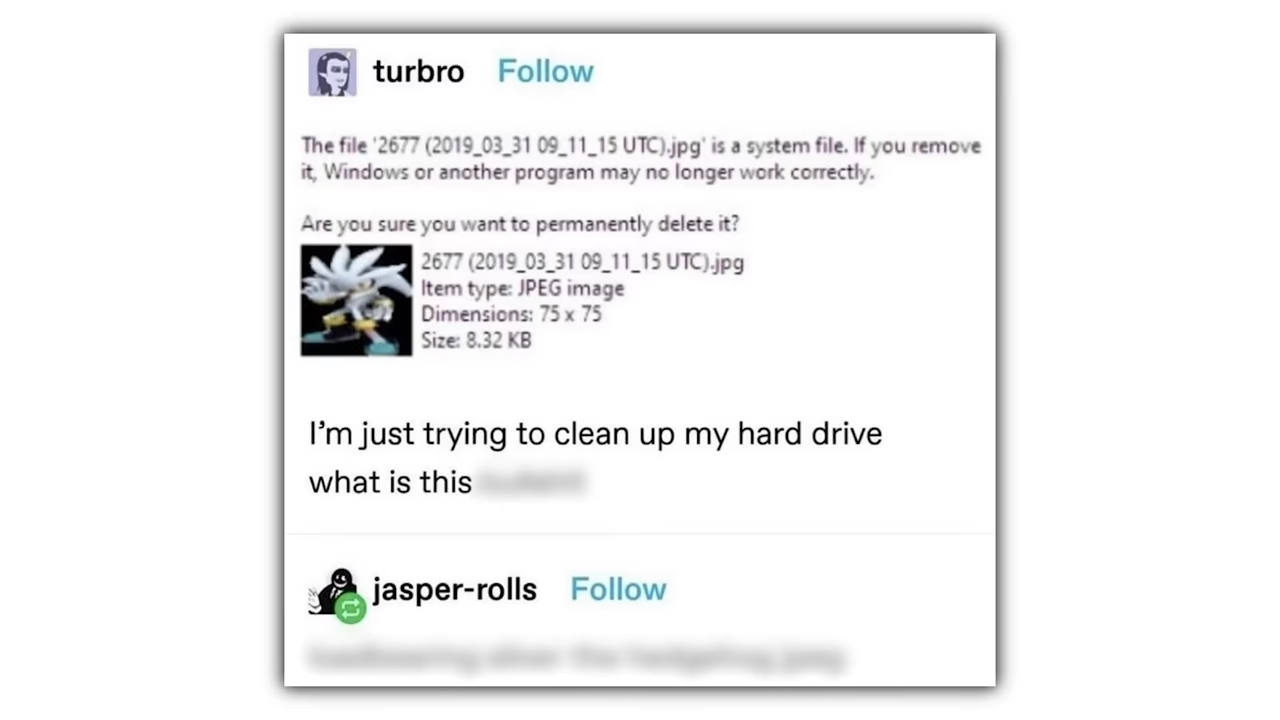 turbro Follow
The file '2677 (2019_03_31 09_11_15 UTC).jpg' is a system file. If you remove
it, Windows or another program may no longer work correctly.
Are you sure you want to permanently delete it?
2677 (2019_03_31 09_11_15 UTC).jpg
Item type: JPEG image
Dimensions: 75 x 75
Size: 8.32 KB
I'm just trying to clean up my hard drive
what is this
jasper-rolls Follow